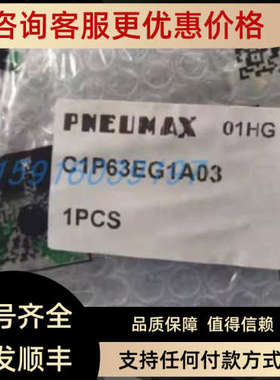 咨询客服更优惠价格
PNEUMAX 01HG
C1P63EG1A03
1PCS
号齐全
品质保障 值得信赖
发顺丰
支持任何付款方式